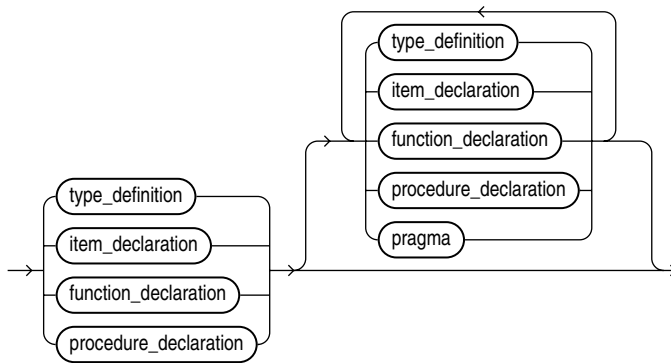 type_definition
item_declaration
function_declaration
procedure_declaration
type_definition
item_declaration
function_declaration
procedure_declaration
pragma